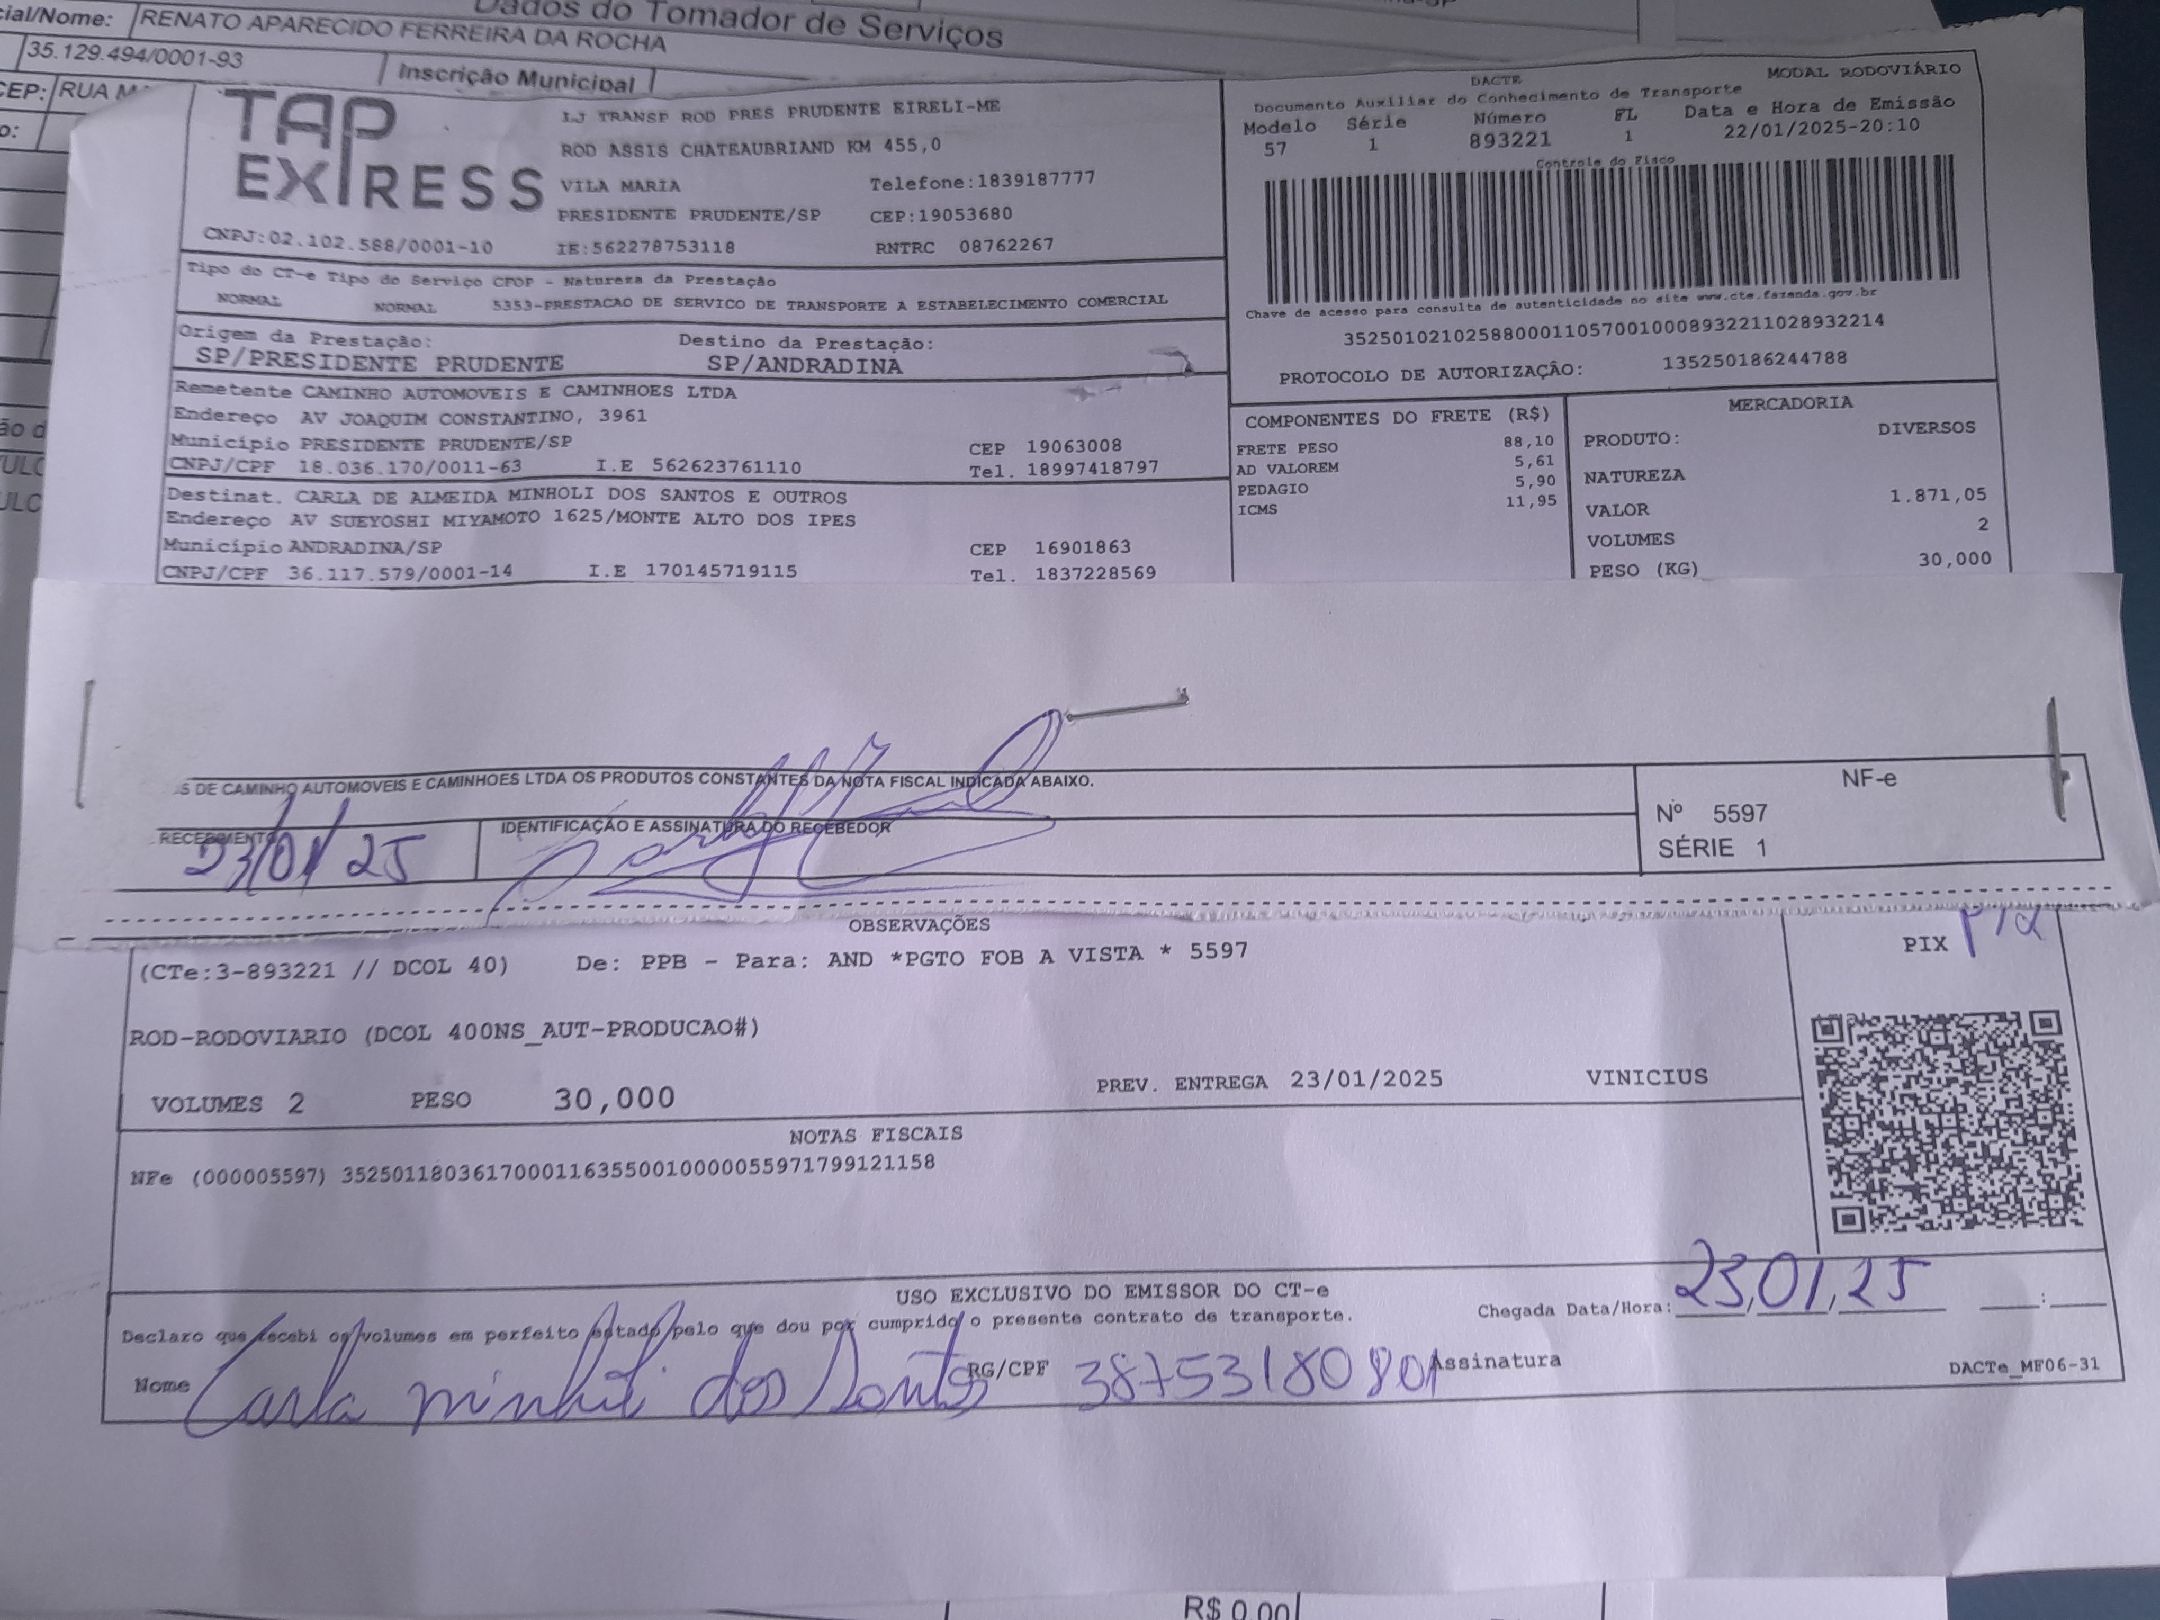 Dados do Tomador de Serviços
cial/Nome: RENATO APARECIDO FERREIRA DA ROCHA
35.129.494/0001-93 Inscrição Municipal
CEP: RUA
TAP EXPRESS
LJ TRANSP ROD PRES PRUDENTE EIRELI-ME
ROD ASSIS CHATEAUBRIAND KM 455,0
VILA MARIA Telefone:1839187777
PRESIDENTE PRUDENTE/SP CEP:19053680
CNPJ:02.102.588/0001-10 IE:562278753118 RNTRC 08762267
DACTE MODAL RODOVIÁRIO
Documento Auxiliar do Conhecimento de Transporte
Modelo Série Número FL Data e Hora de Emissão
57 1 893221 1 22/01/2025-20:10
Controle do Fisco
Chave de acesso para consulta de autenticidade no site www.cte.fazenda.gov.br
35250102102588000110570010008932211028932214
PROTOCOLO DE AUTORIZAÇÃO: 135250186244788
Tipo do CT-e Tipo do Serviço CFOP - Natureza da Prestação
NORMAL NORMAL 5353-PRESTACAO DE SERVICO DE TRANSPORTE A ESTABELECIMENTO COMERCIAL
Origem da Prestação: Destino da Prestação:
SP/PRESIDENTE PRUDENTE SP/ANDRADINA
Remetente CAMINHO AUTOMOVEIS E CAMINHOES LTDA
Endereço AV JOAQUIM CONSTANTINO, 3961
Município PRESIDENTE PRUDENTE/SP CEP 19063008
CNPJ/CPF 18.036.170/0011-63 I.E 562623761110 Tel. 18997418797
Destinat. CARLA DE ALMEIDA MINHOLI DOS SANTOS E OUTROS
Endereço AV SUEYOSHI MIYAMOTO 1625/MONTE ALTO DOS IPES
Município ANDRADINA/SP CEP 16901863
CNPJ/CPF 36.117.579/0001-14 I.E 170145719115 Tel. 1837228569
COMPONENTES DO FRETE (R$)
FRETE PESO 88,10
AD VALOREM 5,61
PEDAGIO 5,90
ICMS 11,95
MERCADORIA
PRODUTO: DIVERSOS
NATUREZA
VALOR 1.871,05
VOLUMES 2
PESO (KG) 30,000
S DE CAMINHO AUTOMOVEIS E CAMINHOES LTDA OS PRODUTOS CONSTANTES DA NOTA FISCAL INDICADA ABAIXO.
RECEBIMENTO IDENTIFICAÇÃO E ASSINATURA DO RECEBEDOR
23/01/25
NF-e
Nº 5597
SÉRIE 1
OBSERVAÇÕES
(CTe:3-893221 // DCOL 40) De: PPB - Para: AND *PGTO FOB A VISTA * 5597
PIX
ROD-RODOVIARIO (DCOL 400NS_AUT-PRODUCAO#)
VOLUMES 2 PESO 30,000 PREV. ENTREGA 23/01/2025 VINICIUS
NOTAS FISCAIS
NFe (000005597) 35250118036170001163550010000055971799121158
USO EXCLUSIVO DO EMISSOR DO CT-e
Declaro que recebi os volumes em perfeito estado pelo que dou por cumprido o presente contrato de transporte.
Chegada Data/Hora: 23,01,25 :
Nome Carla minholi dos Santos RG/CPF 38753180801 Assinatura
DACTe_MF06-31
R$ 0,00